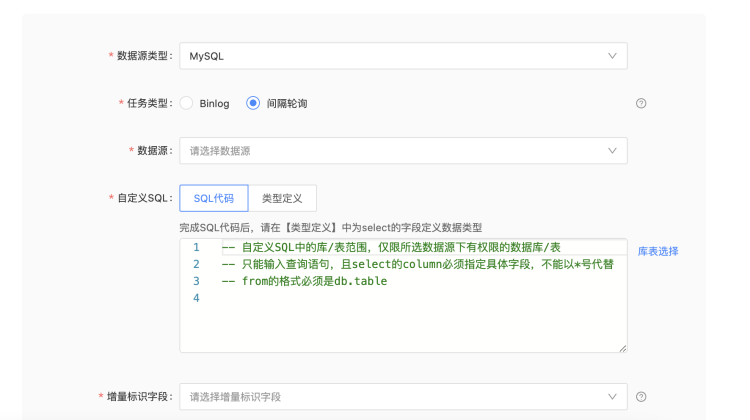 * 数据源类型: MySQL
* 任务类型: Binlog 间隔轮询 ?
* 数据源: 请选择数据源
* 自定义SQL: SQL代码 类型定义
完成SQL代码后，请在【类型定义】中为select的字段定义数据类型
1 -- 自定义SQL中的库/表范围，仅限所选数据源下有权限的数据库/表
库表选择
2 -- 只能输入查询语句，且select的column必须指定具体字段，不能以*号代替
3 -- from的格式必须是db.table
4
* 增量标识字段: 请选择增量标识字段 ?